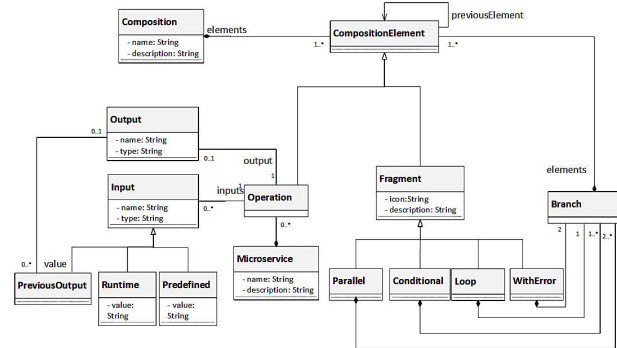 previousElement
Composition
- name: String
- description: String
elements
1..*
CompositionElement
1..*
Output
- name: String
- type: String
0..1
0..1
output
1
Input
- name: String
- type: String
inputs
1
0..*
Operation
0..*
Fragment
- icon:String
- description: String
elements
Branch
2
1
1..*
2..*
0..*
value
PreviousOutput
Runtime
- value:
String
Predefined
- value:
String
Microservice
- name: String
- description: String
Parallel
Conditional
Loop
WithError